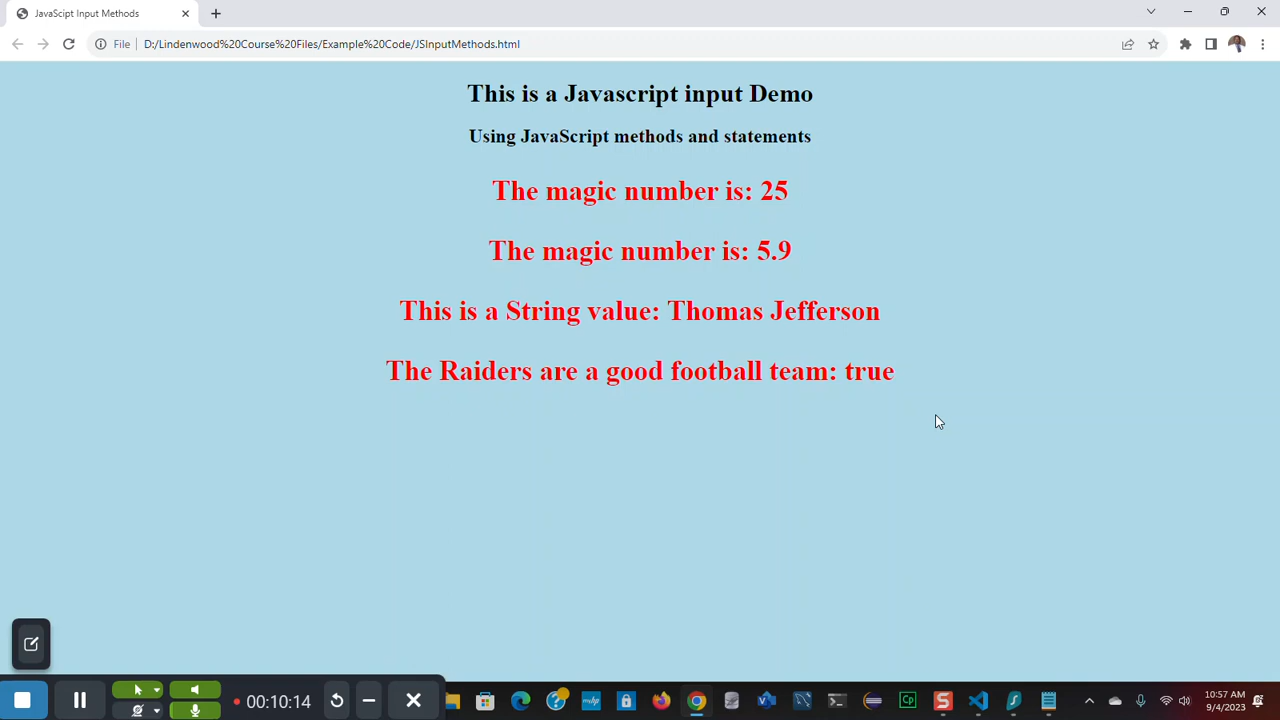 JavaScipt Input Methods
File
D:/Lindenwood%20Course%20Files/Example%20Code/JSInputMethods.html
This is a Javascript input Demo
Using JavaScript methods and statements
The magic number is: 25
The magic number is: 5.9
This is a String value: Thomas Jefferson
The Raiders are a good football team: true
00:10:14
mhp
Cp
S
10:57 AM
9/4/2023